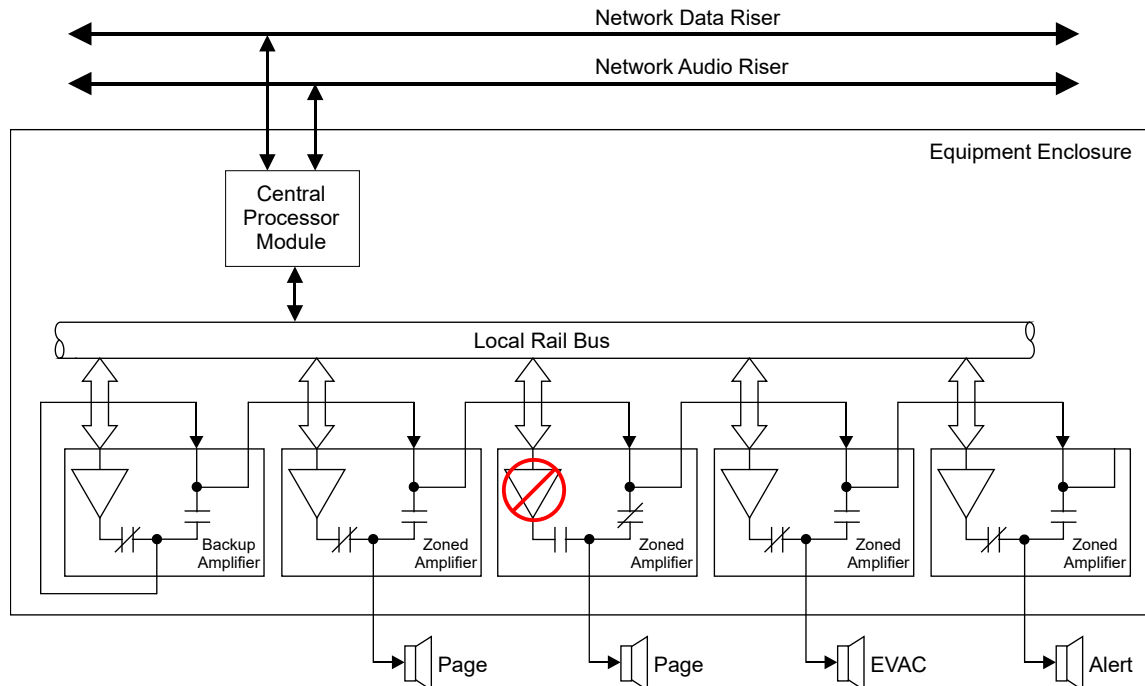 Network Data Riser
Network Audio Riser
Equipment Enclosure
Central
Processor
Module
Local Rail Bus
Backup
Amplifier
Zoned
Amplifier
Zoned
Amplifier
Zoned
Amplifier
Zoned
Amplifier
Page
Page
EVAC
Alert